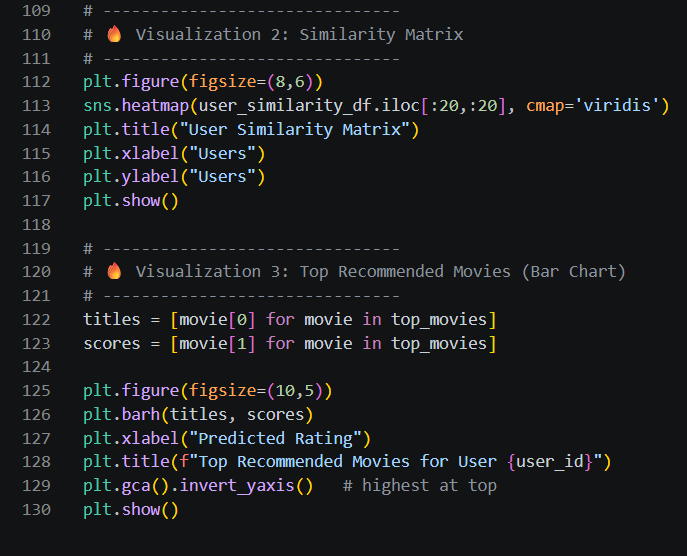 109 # -------------------------------
110 # 🔥 Visualization 2: Similarity Matrix
111 # -------------------------------
112 plt.figure(figsize=(8,6))
113 sns.heatmap(user_similarity_df.iloc[:20,:20], cmap='viridis')
114 plt.title("User Similarity Matrix")
115 plt.xlabel("Users")
116 plt.ylabel("Users")
117 plt.show()
118
119 # -------------------------------
120 # 🔥 Visualization 3: Top Recommended Movies (Bar Chart)
121 # -------------------------------
122 titles = [movie[0] for movie in top_movies]
123 scores = [movie[1] for movie in top_movies]
124
125 plt.figure(figsize=(10,5))
126 plt.barh(titles, scores)
127 plt.xlabel("Predicted Rating")
128 plt.title(f"Top Recommended Movies for User {user_id}")
129 plt.gca().invert_yaxis()   # highest at top
130 plt.show()